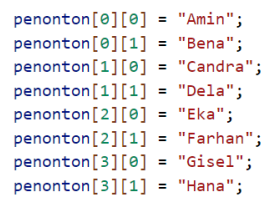 penonton[0][0] = "Amin";
penonton[0][1] = "Bena";
penonton[1][0] = "Candra";
penonton[1][1] = "Dela";
penonton[2][0] = "Eka";
penonton[2][1] = "Farhan";
penonton[3][0] = "Gisel";
penonton[3][1] = "Hana";